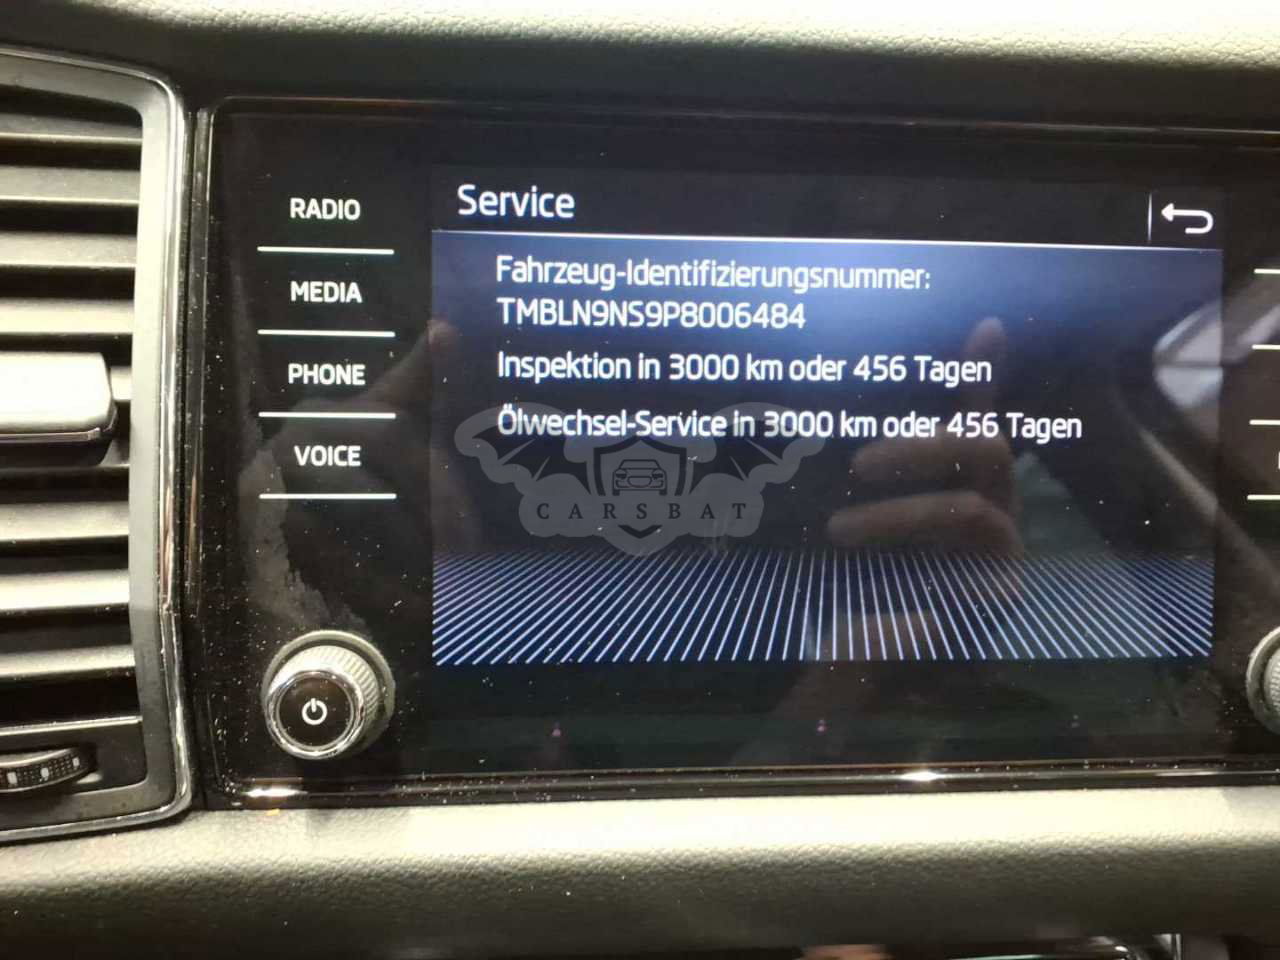 Service
RADIO
MEDIA
PHONE
VOICE
Fahrzeug-Identifizierungsnummer:
TMBLN9NS9P8006484
Inspektion in 3000 km oder 456 Tagen
Ölwechsel-Service in 3000 km oder 456 Tagen
CARSBAT